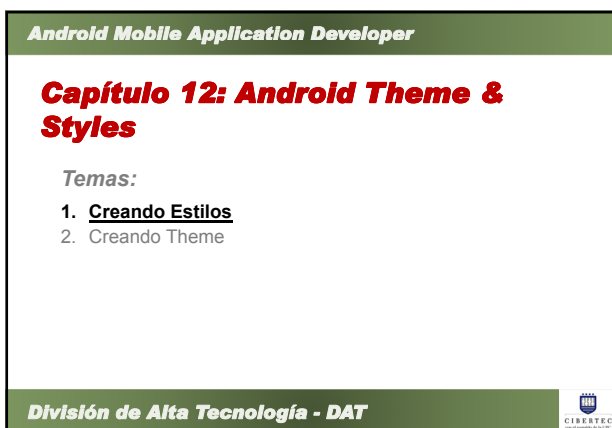 Android Mobile Application Developer
Capítulo 12: Android Theme &
Styles
Temas:
1. Creando Estilos
2. Creando Theme
División de Alta Tecnología - DAT
CIBERTEC